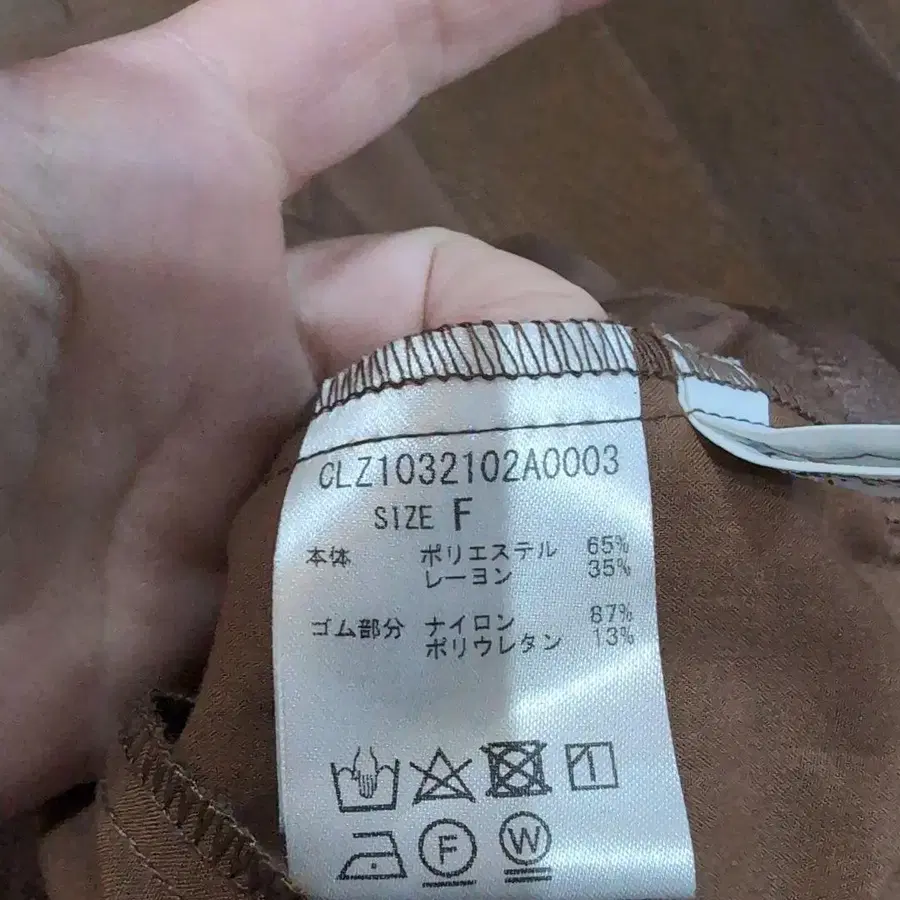 CLZ1032102A0003
SIZE F
本体 ポリエステル 65%
レーヨン 35%
ゴム部分 ナイロン 87%
ポリウレタン 13%
F W